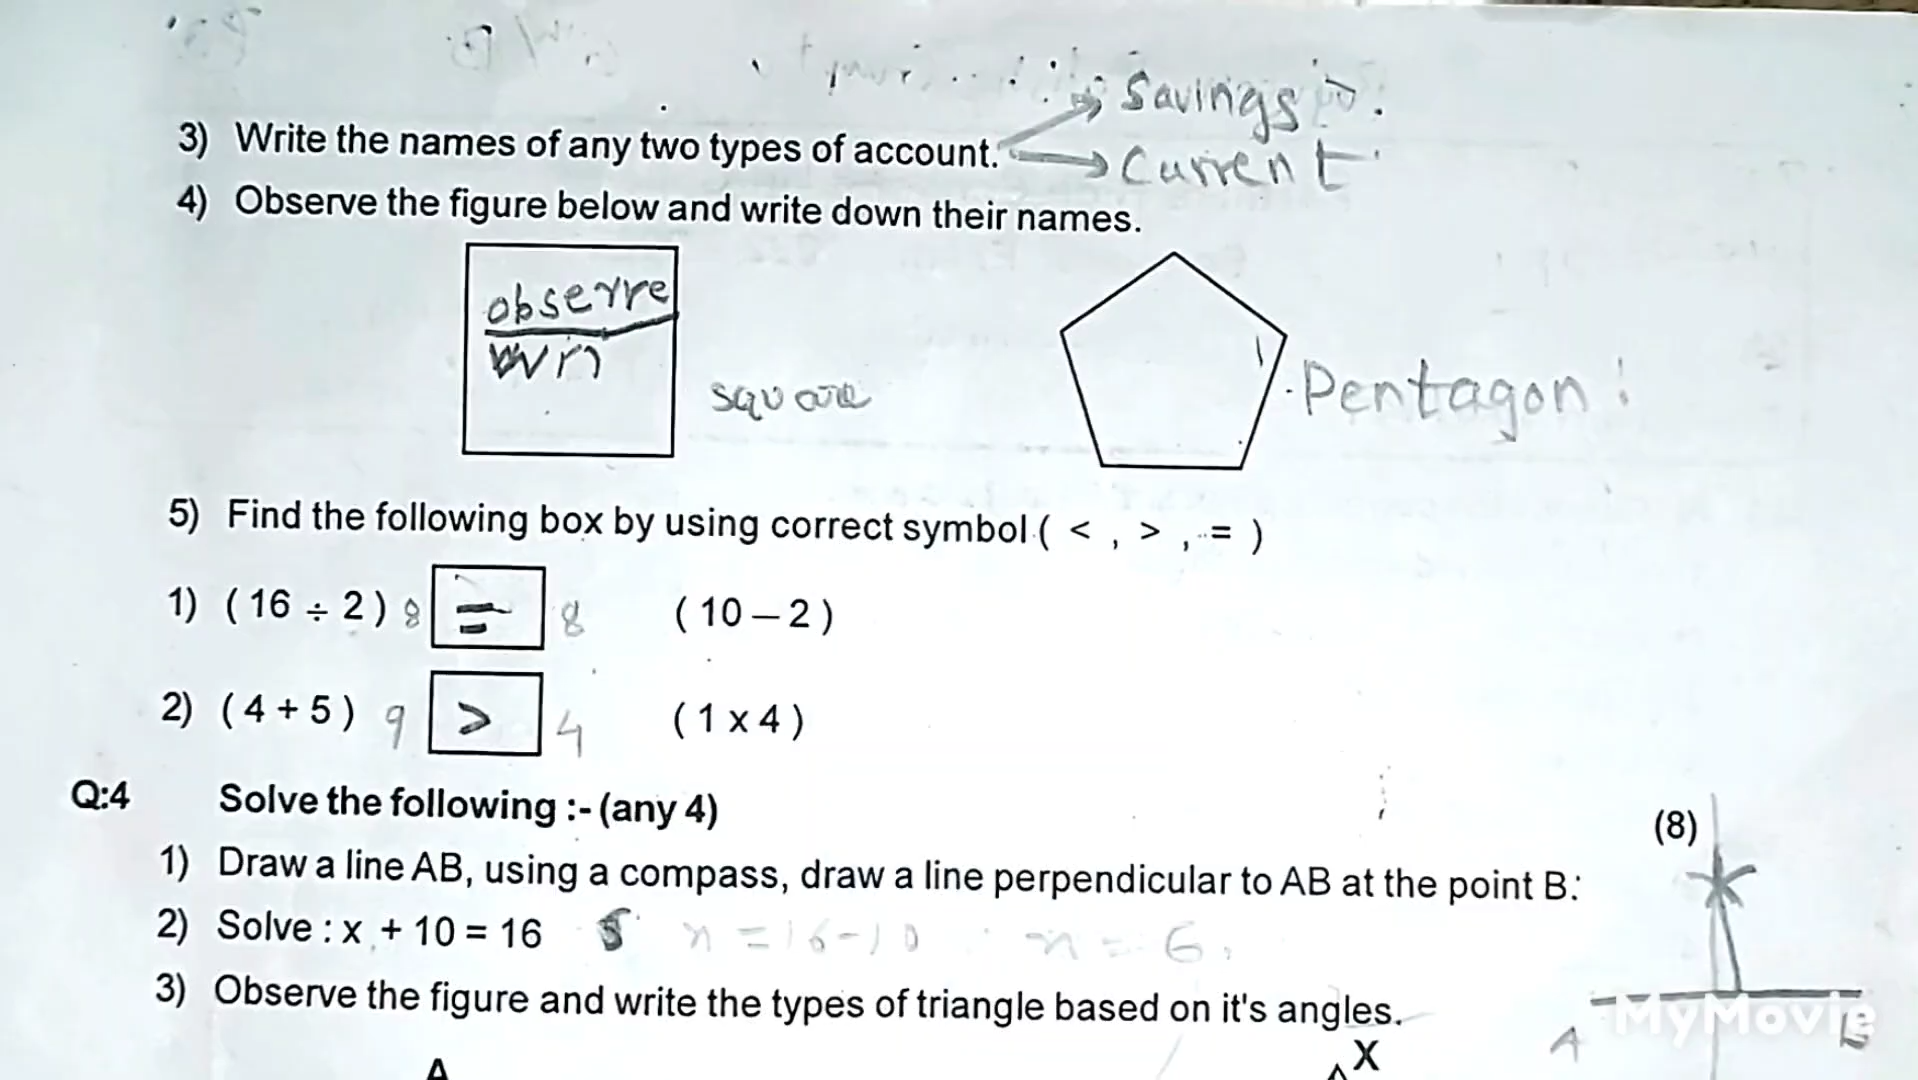 Savings
3) Write the names of any two types of account.
Current
4) Observe the figure below and write down their names.
observe
wri
square
Pentagon
5) Find the following box by using correct symbol ( < , > , = )
1) ( 16 ÷ 2 ) 8 = 8 ( 10 – 2 )
2) ( 4 + 5 ) 9 > 4 ( 1 x 4 )
Q:4 Solve the following :- (any 4) (8)
1) Draw a line AB, using a compass, draw a line perpendicular to AB at the point B.
2) Solve : x + 10 = 16 x = 16 - 10 x = 6
3) Observe the figure and write the types of triangle based on it's angles.
A MyMovie
A X